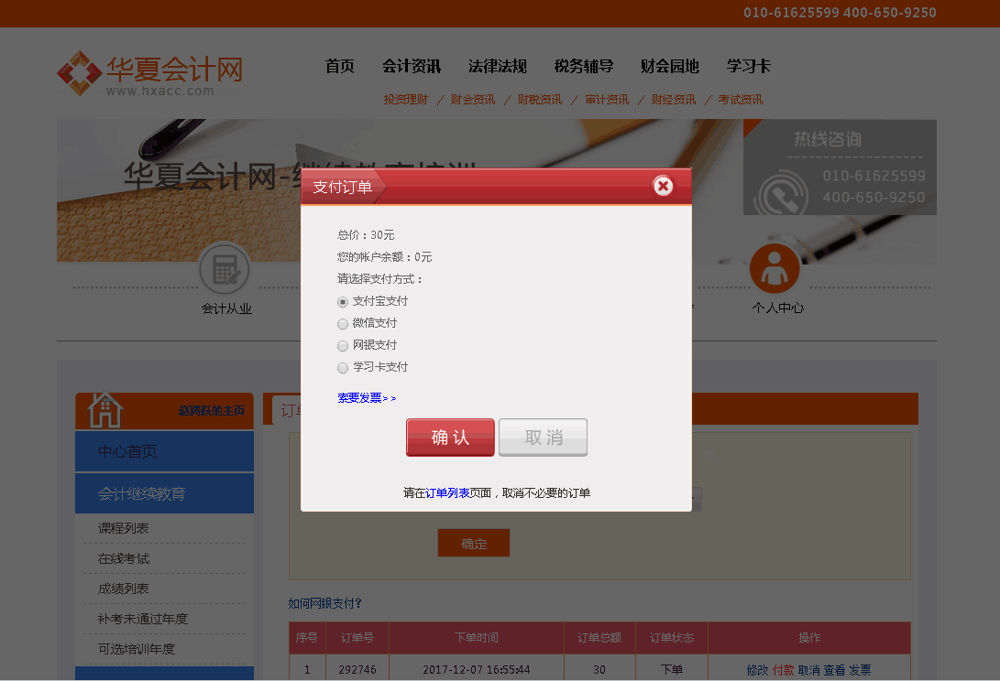 010-61625599 400-650-9250
华夏会计网
www.hxacc.com
首页 会计资讯 法律法规 税务辅导 财会园地 学习卡
投资理财 / 财会资讯 / 财税资讯 / 审计资讯 / 财经资讯 / 考试资讯
热线咨询
010-61625599
400-650-9250
华夏会计网-继续教育培训
会计从业
个人中心
支付订单
总价：30元
您的帐户余额：0元
请选择支付方式：
支付宝支付
微信支付
网银支付
学习卡支付
索要发票>>
确认 取消
请在订单列表页面，取消不必要的订单
赵腾跃的主页
中心首页
会计继续教育
课程列表
在线考试
成绩列表
补考未通过年度
可选培训年度
订单
确定
如何网银支付?
序号 订单号 下单时间 订单总额 订单状态 操作
1 292746 2017-12-07 16:55:44 30 下单 修改 付款 取消 查看 发票